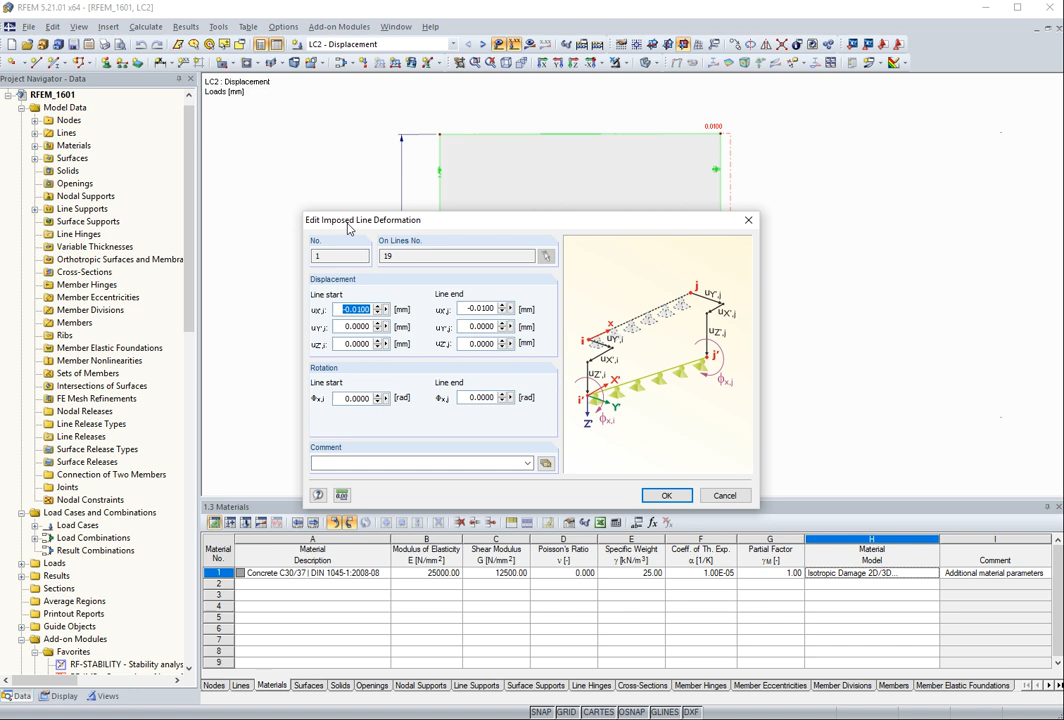 RFEM 5.21.01 x64 - [RFEM_1601, LC2]
File Edit View Insert Calculate Results Tools Table Options Add-on Modules Window Help
LC2 - Displacement
Project Navigator - Data
RFEM_1601
Model Data
Nodes
Lines
Materials
Surfaces
Solids
Openings
Nodal Supports
Line Supports
Surface Supports
Line Hinges
Variable Thicknesses
Orthotropic Surfaces and Membra
Cross-Sections
Member Hinges
Member Eccentricities
Member Divisions
Members
Ribs
Member Elastic Foundations
Member Nonlinearities
Sets of Members
Intersections of Surfaces
FE Mesh Refinements
Nodal Releases
Line Release Types
Line Releases
Surface Release Types
Surface Releases
Connection of Two Members
Joints
Nodal Constraints
Load Cases and Combinations
Load Cases
Load Combinations
Result Combinations
Loads
Results
Sections
Average Regions
Printout Reports
Guide Objects
Add-on Modules
Favorites
RF-STABILITY - Stability analys
Data Display Views
LC2 : Displacement
Loads [mm]
0.0100
Edit Imposed Line Deformation
No. On Lines No.
1 19
Displacement
Line start Line end
uX',i: -0.0100 [mm] uX',j: -0.0100 [mm]
uY',i: 0.0000 [mm] uY',j: 0.0000 [mm]
uZ',i: 0.0000 [mm] uZ',j: 0.0000 [mm]
Rotation
Line start Line end
Φx,i 0.0000 [rad] Φx,j 0.0000 [rad]
Comment
OK Cancel
j
uY',j
uX',j
x
uZ',j
i
uY',i
uX',i
j'
uZ',i
X'
ϕx,j
i'
Y'
ϕx,i
Z'
1.3 Materials
A B C D E F G H I
Material No. Material Description Modulus of Elasticity E [N/mm²] Shear Modulus G [N/mm²] Poisson's Ratio ν [-] Specific Weight γ [kN/m³] Coeff. of Th. Exp. α [1/K] Partial Factor γM [-] Material Model Comment
1 Concrete C30/37 | DIN 1045-1:2008-08 25000.00 12500.00 0.000 25.00 1.00E-05 1.00 Isotropic Damage 2D/3D... Additional material parameters
2
3
4
5
6
7
8
9
Nodes Lines Materials Surfaces Solids Openings Nodal Supports Line Supports Surface Supports Line Hinges Cross-Sections Member Hinges Member Eccentricities Member Divisions Members Member Elastic Foundations
SNAP GRID CARTES OSNAP GLINES DXF